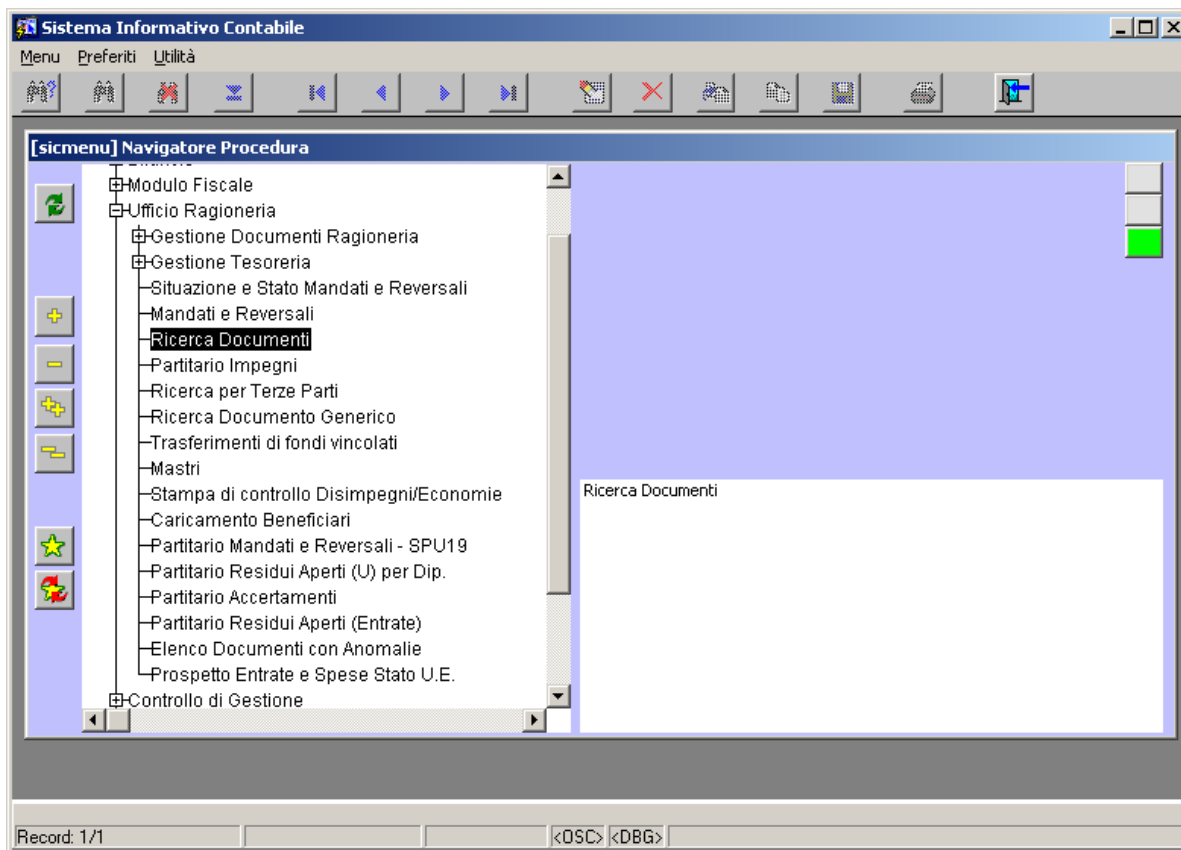 Sistema Informativo Contabile
Menu Preferiti Utilità
[sicmenu] Navigatore Procedura
Modulo Fiscale
Ufficio Ragioneria
Gestione Documenti Ragioneria
Gestione Tesoreria
Situazione e Stato Mandati e Reversali
Mandati e Reversali
Ricerca Documenti
Partitario Impegni
Ricerca per Terze Parti
Ricerca Documento Generico
Trasferimenti di fondi vincolati
Mastri
Stampa di controllo Disimpegni/Economie
Caricamento Beneficiari
Partitario Mandati e Reversali - SPU19
Partitario Residui Aperti (U) per Dip.
Partitario Accertamenti
Partitario Residui Aperti (Entrate)
Elenco Documenti con Anomalie
Prospetto Entrate e Spese Stato U.E.
Controllo di Gestione
Ricerca Documenti
Record: 1/1 <OSC> <DBG>